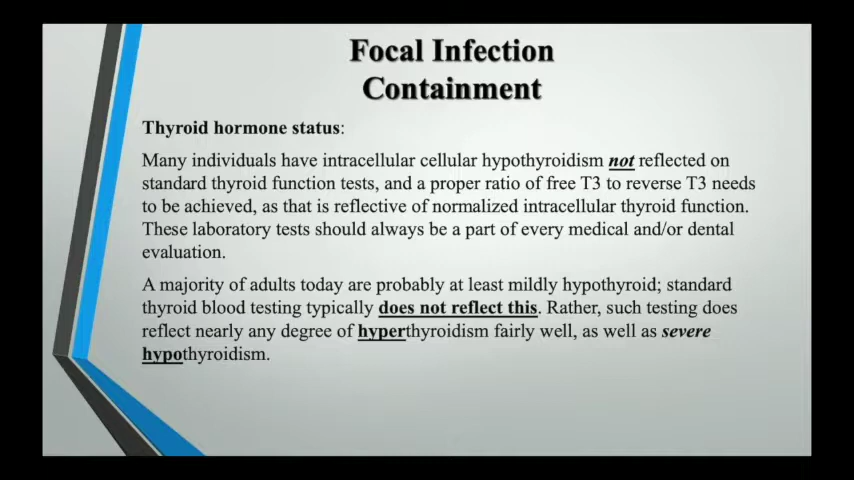 Focal Infection
Containment
Thyroid hormone status:
Many individuals have intracellular cellular hypothyroidism not reflected on
standard thyroid function tests, and a proper ratio of free T3 to reverse T3 needs
to be achieved, as that is reflective of normalized intracellular thyroid function.
These laboratory tests should always be a part of every medical and/or dental
evaluation.
A majority of adults today are probably at least mildly hypothyroid; standard
thyroid blood testing typically does not reflect this. Rather, such testing does
reflect nearly any degree of hyperthyroidism fairly well, as well as severe
hypothyroidism.